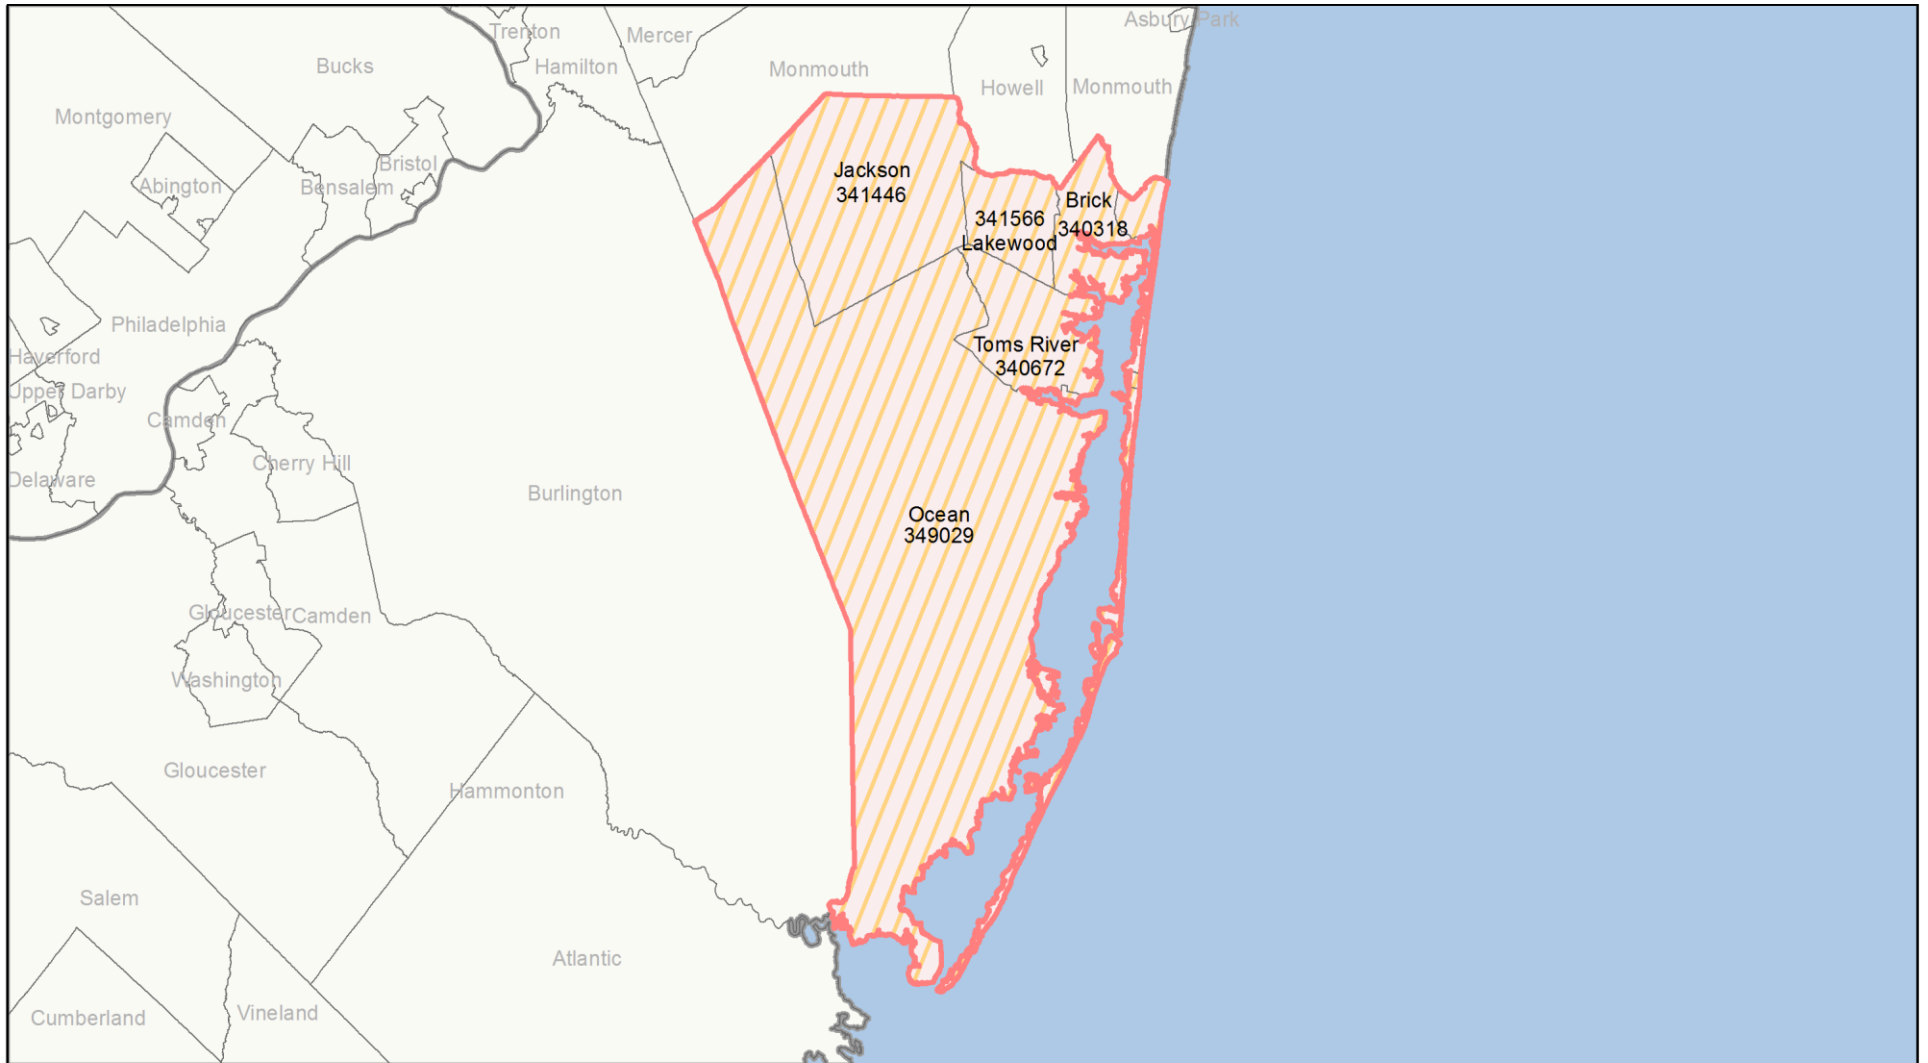 Asbury Park
Trenton
Mercer
Bucks
Hamilton
Monmouth
Howell
Monmouth
Montgomery
Bristol
Abington
Bensalem
Jackson
341446
Brick
340318
341566
Lakewood
Philadelphia
Toms River
340672
Haverford
Upper Darby
Camden
Cherry Hill
Delaware
Burlington
Ocean
349029
Gloucester
Camden
Washington
Gloucester
Hammonton
Salem
Atlantic
Cumberland
Vineland